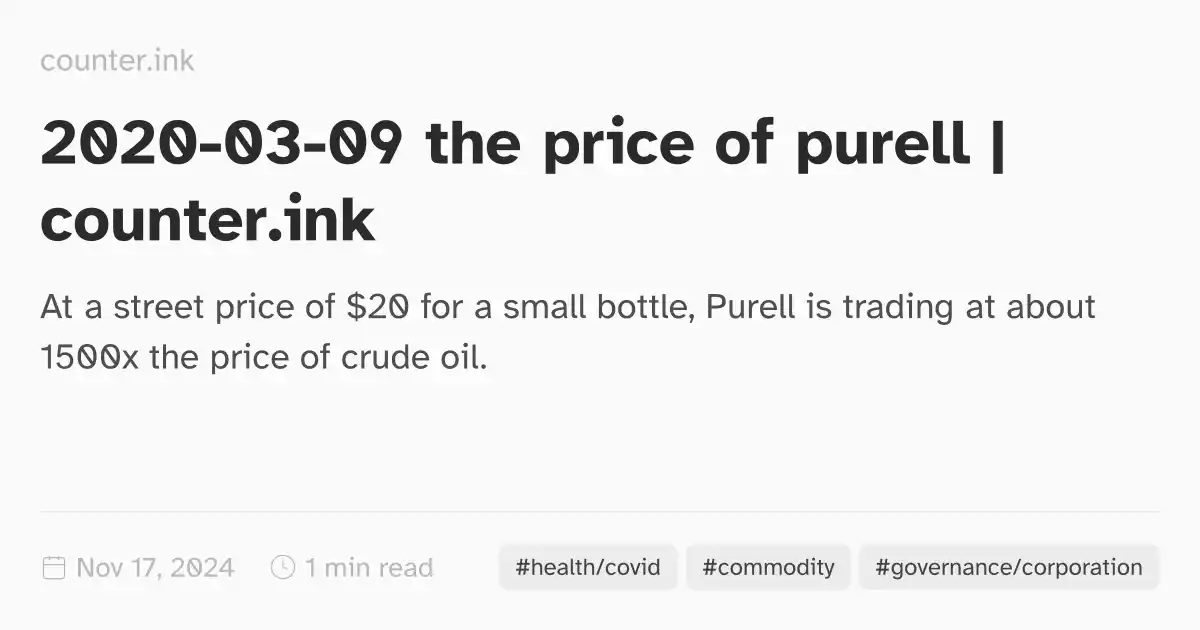 counter.ink
2020-03-09 the price of purell |
counter.ink
At a street price of $20 for a small bottle, Purell is trading at about
1500x the price of crude oil.
Nov 17, 2024 1 min read #health/covid #commodity #governance/corporation